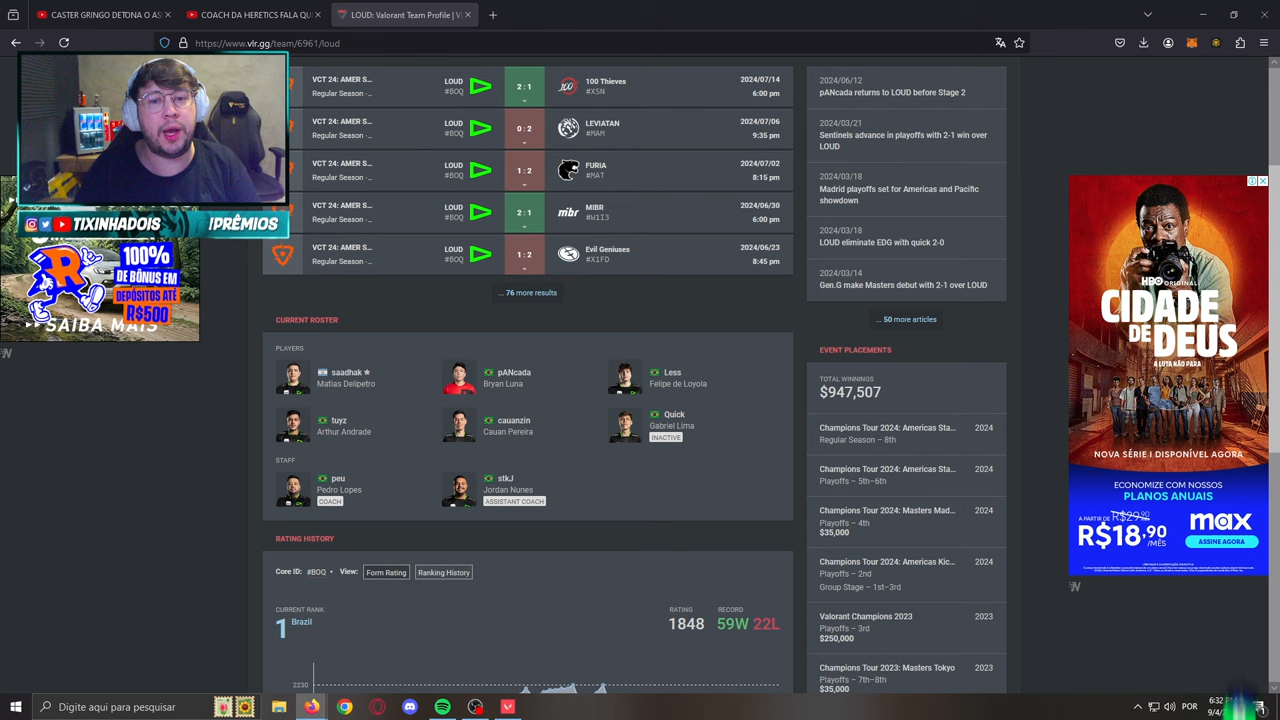 CASTER GRINGO DETONA O AS
COACH DA HERETICS FALA QU
LOUD: Valorant Team Profile | V
https://www.vlr.gg/team/6961/loud
VCT 24: AMER S...
Regular Season -...
LOUD
#BOQ
2 : 1
100 Thieves
#XSN
2024/07/14
6:00 pm
VCT 24: AMER S...
Regular Season -...
LOUD
#BOQ
0 : 2
LEVIATAN
#MAM
2024/07/06
9:35 pm
VCT 24: AMER S...
Regular Season -...
LOUD
#BOQ
1 : 2
FURIA
#MAT
2024/07/02
8:15 pm
VCT 24: AMER S...
Regular Season -...
LOUD
#BOQ
2 : 1
mibr
MIBR
#W1I3
2024/06/30
6:00 pm
VCT 24: AMER S...
Regular Season -...
LOUD
#BOQ
1 : 2
Evil Geniuses
#X1FD
2024/06/23
8:45 pm
... 76 more results
TIXINHADOIS
!PRÊMIOS
100%
DE BÔNUS EM
DEPÓSITOS ATÉ
R$500
SAIBA MAIS
CURRENT ROSTER
PLAYERS
saadhak
Matias Delipetro
pANcada
Bryan Luna
Less
Felipe de Loyola
tuyz
Arthur Andrade
cauanzin
Cauan Pereira
Quick
Gabriel Lima
INACTIVE
STAFF
peu
Pedro Lopes
COACH
stkJ
Jordan Nunes
ASSISTANT COACH
RATING HISTORY
Core ID: #BOQ
View:
Form Rating
Ranking History
CURRENT RANK
1 Brazil
RATING
1848
RECORD
59W 22L
2230
2024/06/12
pANcada returns to LOUD before Stage 2
2024/03/21
Sentinels advance in playoffs with 2-1 win over
LOUD
2024/03/18
Madrid playoffs set for Americas and Pacific
showdown
2024/03/18
LOUD eliminate EDG with quick 2-0
2024/03/14
Gen.G make Masters debut with 2-1 over LOUD
... 50 more articles
EVENT PLACEMENTS
TOTAL WINNINGS
$947,507
Champions Tour 2024: Americas Sta... 2024
Regular Season – 8th
Champions Tour 2024: Americas Sta... 2024
Playoffs – 5th–6th
Champions Tour 2024: Masters Mad... 2024
Playoffs – 4th
$35,000
Champions Tour 2024: Americas Kic... 2024
Playoffs – 2nd
Group Stage – 1st–3rd
Valorant Champions 2023 2023
Playoffs – 3rd
$250,000
Champions Tour 2023: Masters Tokyo 2023
Playoffs – 7th–8th
$35,000
HBO ORIGINAL
CIDADE
DE DEUS
A LUTA NÃO PARA
NOVA SÉRIE | DISPONÍVEL AGORA
ECONOMIZE COM NOSSOS
PLANOS ANUAIS
A PARTIR DE R$29,90
R$18,90
/MÊS
max
ASSINE AGORA
Digite aqui para pesquisar
POR
6:32 PM
9/4/